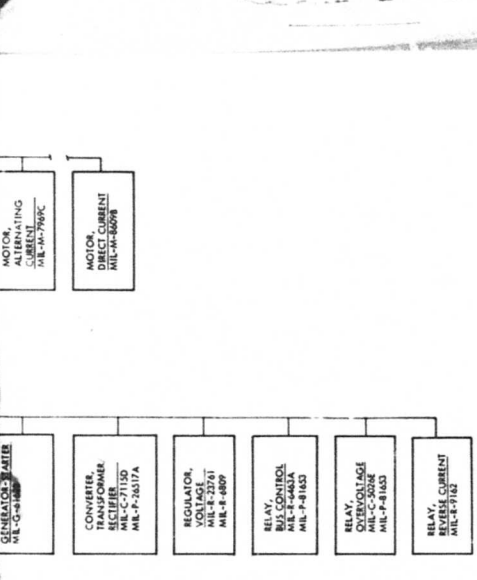 MOTOR,
ALTERNATING
CURRENT
MIL-M-7969C
MOTOR,
DIRECT CURRENT
MIL-M-8609B
GENERATOR-STARTER
CONVERTER,
TRANSFORMER/
RECTIFIER
MIL-C-7115D
MIL-P-26517A
REGULATOR,
VOLTAGE
MIL-R-23761
MIL-R-6809
RELAY,
BUS CONTROL
MIL-R-6463A
MIL-P-81653
RELAY,
OVERVOLTAGE
MIL-C-5026E
MIL-P-81653
RELAY,
REVERSE CURRENT
MIL-R-9162